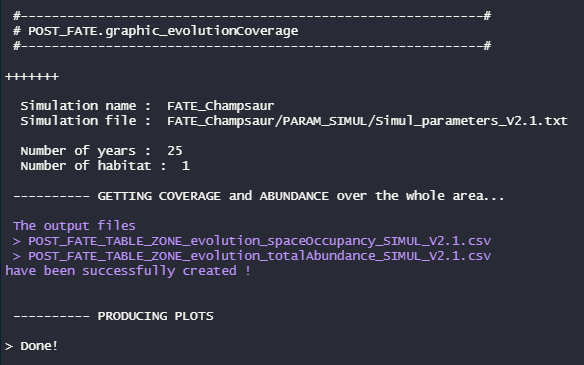 #------------------------------------------------------------#
# POST_FATE.graphic_evolutionCoverage
#------------------------------------------------------------#
+++++++
Simulation name :  FATE_Champsaur
Simulation file :  FATE_Champsaur/PARAM_SIMUL/Simul_parameters_V2.1.txt
Number of years :  25
Number of habitat :  1
---------- GETTING COVERAGE and ABUNDANCE over the whole area...
The output files
> POST_FATE_TABLE_ZONE_evolution_spaceOccupancy_SIMUL_V2.1.csv
> POST_FATE_TABLE_ZONE_evolution_totalAbundance_SIMUL_V2.1.csv
have been successfully created !
---------- PRODUCING PLOTS
> Done!